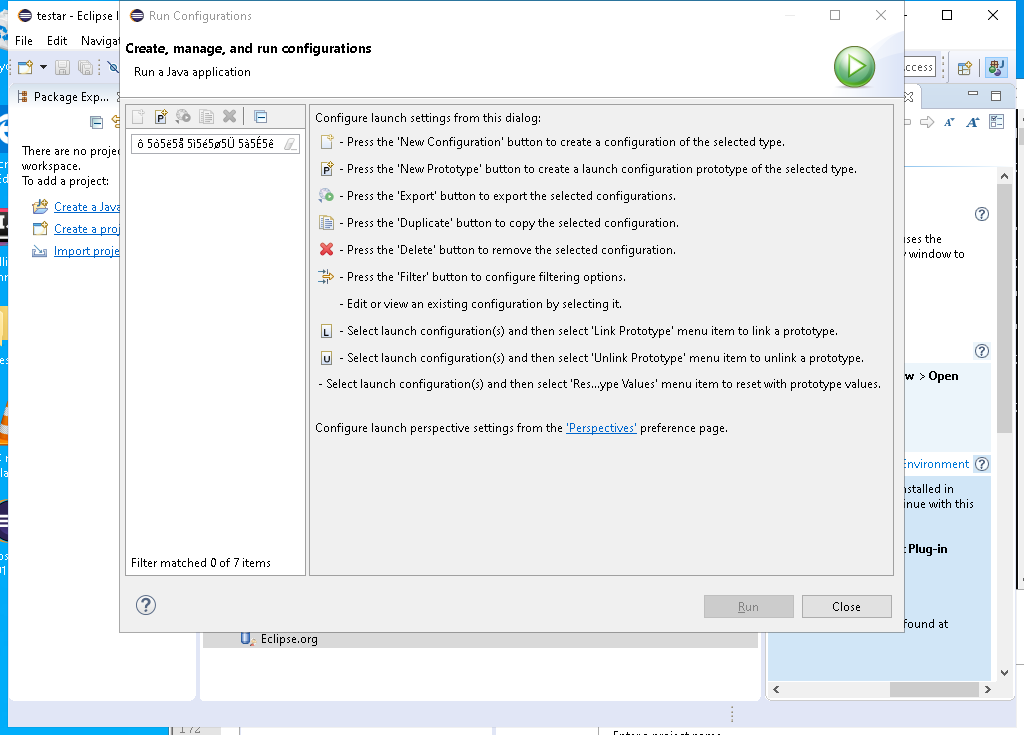 testar - Eclipse I
Run Configurations
File Edit Navigat
Create, manage, and run configurations
Run a Java application
Package Exp...
There are no proje
workspace.
To add a project:
Create a Java
Create a proj
Import proje
ô 5ò5ë5å 5ì5é5ø5Ü 5à5É5ê
Filter matched 0 of 7 items
Configure launch settings from this dialog:
- Press the 'New Configuration' button to create a configuration of the selected type.
- Press the 'New Prototype' button to create a launch configuration prototype of the selected type.
- Press the 'Export' button to export the selected configurations.
- Press the 'Duplicate' button to copy the selected configuration.
- Press the 'Delete' button to remove the selected configuration.
- Press the 'Filter' button to configure filtering options.
- Edit or view an existing configuration by selecting it.
- Select launch configuration(s) and then select 'Link Prototype' menu item to link a prototype.
- Select launch configuration(s) and then select 'Unlink Prototype' menu item to unlink a prototype.
- Select launch configuration(s) and then select 'Res...ype Values' menu item to reset with prototype values.
Configure launch perspective settings from the 'Perspectives' preference page.
Run
Close
ccess
uses the
window to
w > Open
Environment
nstalled in
nue with this
t Plug-in
found at
Eclipse.org
172
Enter a project name